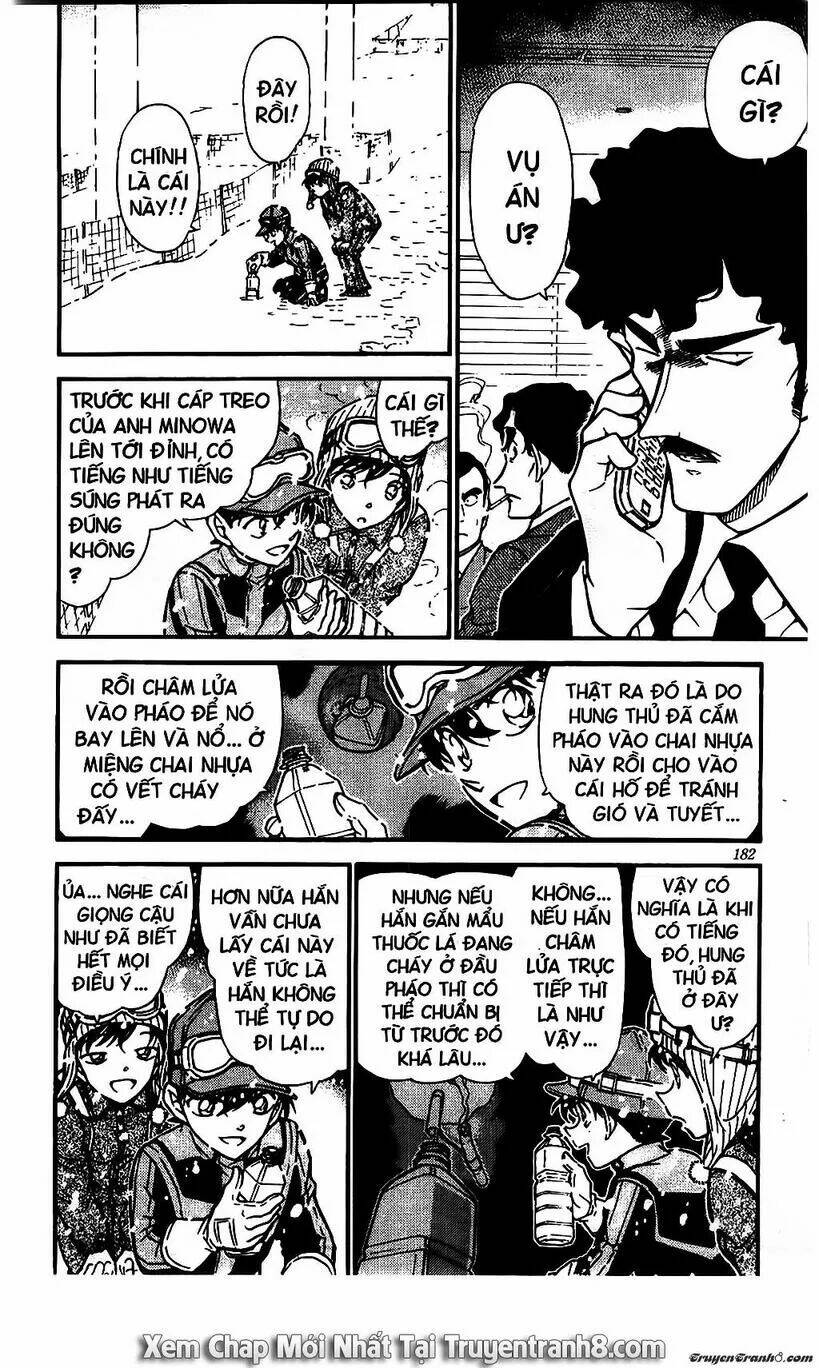 CÁI
GÌ?
VỤ
ÁN
Ư?
ĐÂY
RỒI!
CHÍNH
LÀ CÁI
NÀY!!
CÁI GÌ
THẾ?
TRƯỚC KHI CÁP TREO
CỦA ANH MINOWA
LÊN TỚI ĐỈNH, CÓ
TIẾNG NHƯ TIẾNG
SÚNG PHÁT RA
ĐÚNG
KHÔNG
?
THẬT RA ĐÓ LÀ DO
HUNG THỦ ĐÃ CẮM
PHÁO VÀO CHAI NHỰA
NÀY RỒI CHO VÀO
CÁI HỐ ĐỂ TRÁNH
GIÓ VÀ TUYẾT...
RỒI CHÂM LỬA
VÀO PHÁO ĐỂ NÓ
BAY LÊN VÀ NỔ... Ở
MIỆNG CHAI NHỰA
CÓ VẾT CHÁY
ĐẤY...
182
VẬY CÓ
NGHĨA LÀ KHI
CÓ TIẾNG
ĐÓ, HUNG
THỦ ĐÃ
Ở ĐÂY
Ư?
KHÔNG...
NẾU HẮN
CHÂM
LỬA TRỰC
TIẾP THÌ
LÀ NHƯ
VẬY...
NHƯNG NẾU
HẮN GẮN MẨU
THUỐC LÁ ĐANG
CHÁY Ở ĐẦU
PHÁO THÌ CÓ
THỂ CHUẨN BỊ
TỪ TRƯỚC ĐÓ
KHÁ LÂU...
HƠN NỮA HẮN
VẪN CHƯA
LẤY CÁI NÀY
VỀ TỨC LÀ
HẮN KHÔNG
THỂ TỰ DO
ĐI LẠI...
ỦA... NGHE CÁI
GIỌNG CẬU
NHƯ ĐÃ BIẾT
HẾT MỌI
ĐIỀU Ý...
Xem Chap Mới Nhất Tại Truyentranh8.com
TruyenTranh8.com